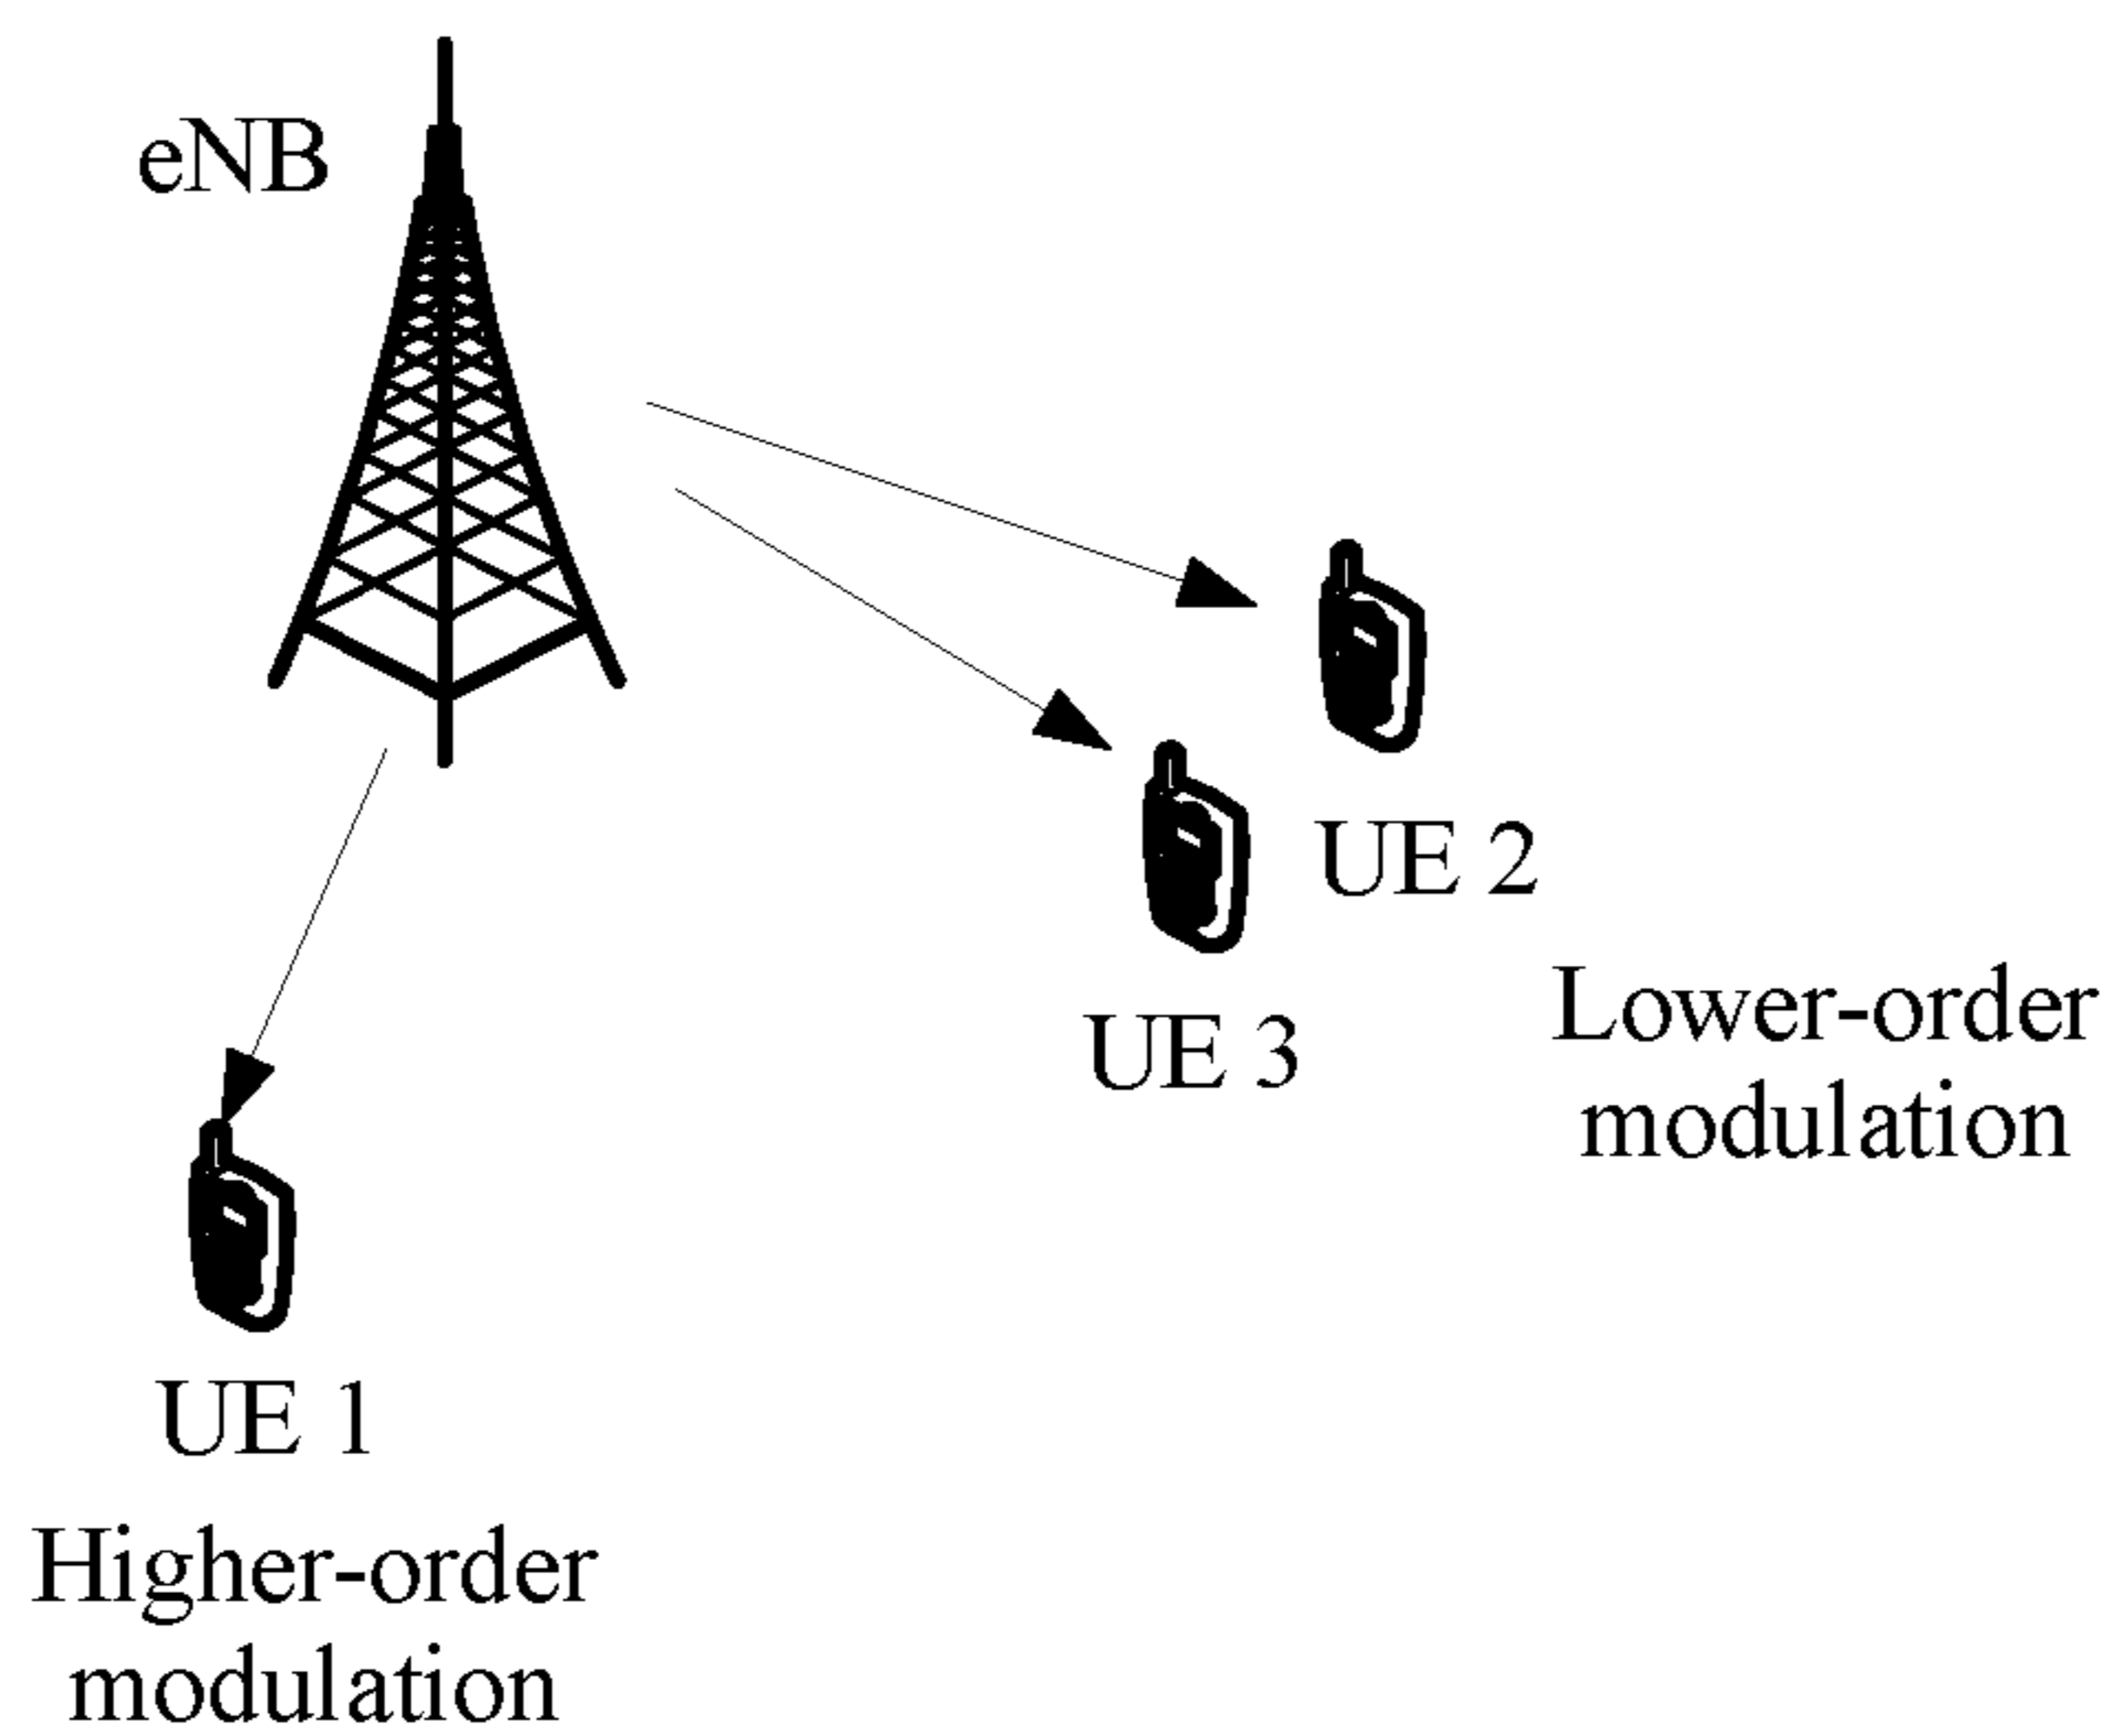 eNB
UE 2
UE 3
Lower-order
modulation
UE 1
Higher-order
modulation